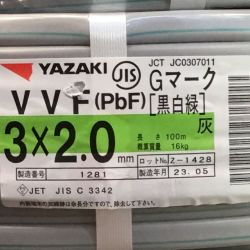 YAZAKI JIS JCT JC0307011
VVF(PbF) Gマーク
[黒白緑]
3×2.0mm 灰
長さ 100m
概算質量 16kg
製造番号 1281 ロットNo. Z-1428
製造年月 23.05
JET JIS C 3342